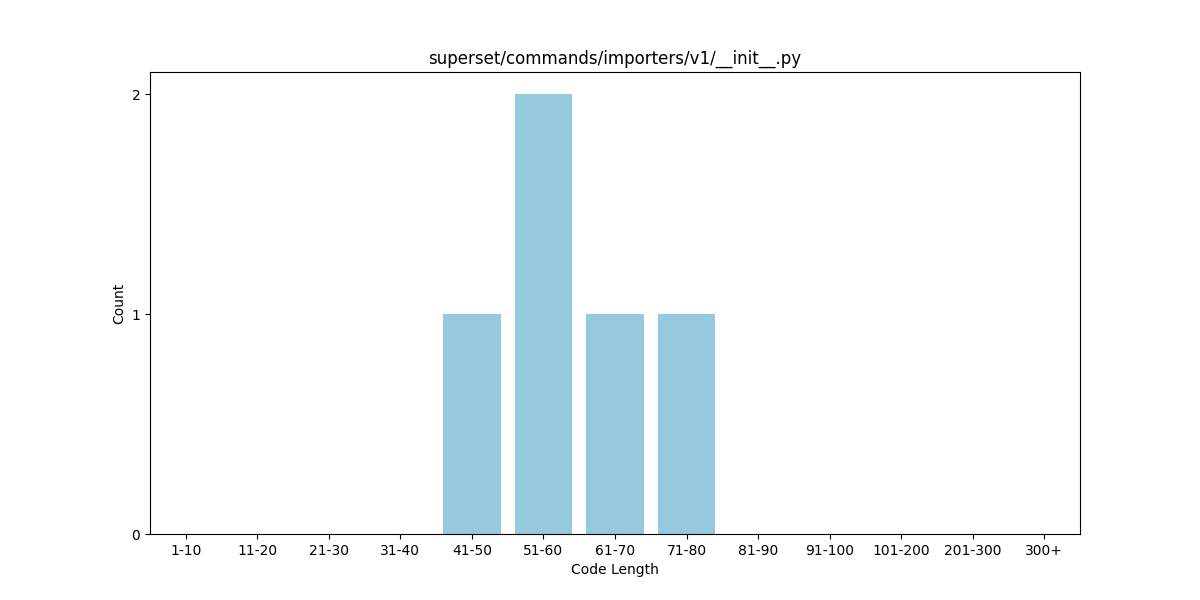 superset/commands/importers/v1/__init__.py
Count
2
1
0
1-10 11-20 21-30 31-40 41-50 51-60 61-70 71-80 81-90 91-100 101-200 201-300 300+
Code Length